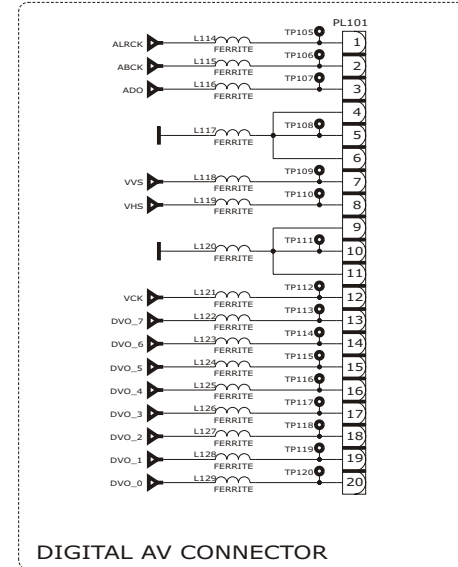 PL101
ALRCK L114 FERRITE TP105 1
ABCK L115 FERRITE TP106 2
ADO L116 FERRITE TP107 3
4
L117 FERRITE TP108 5
6
VVS L118 FERRITE TP109 7
VHS L119 FERRITE TP110 8
9
L120 FERRITE TP111 10
11
VCK L121 FERRITE TP112 12
DVO_7 L122 FERRITE TP113 13
DVO_6 L123 FERRITE TP114 14
DVO_5 L124 FERRITE TP115 15
DVO_4 L125 FERRITE TP116 16
DVO_3 L126 FERRITE TP117 17
DVO_2 L127 FERRITE TP118 18
DVO_1 L128 FERRITE TP119 19
DVO_0 L129 FERRITE TP120 20
DIGITAL AV CONNECTOR